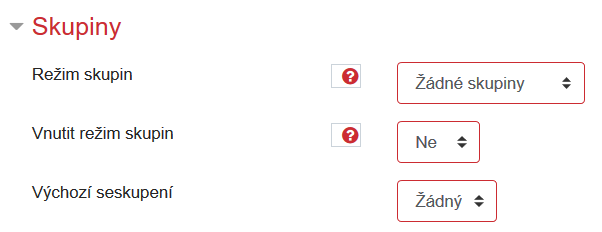 Skupiny
Režim skupin
Žádné skupiny
Vnutit režim skupin
Ne
Výchozí seskupení
Žádný